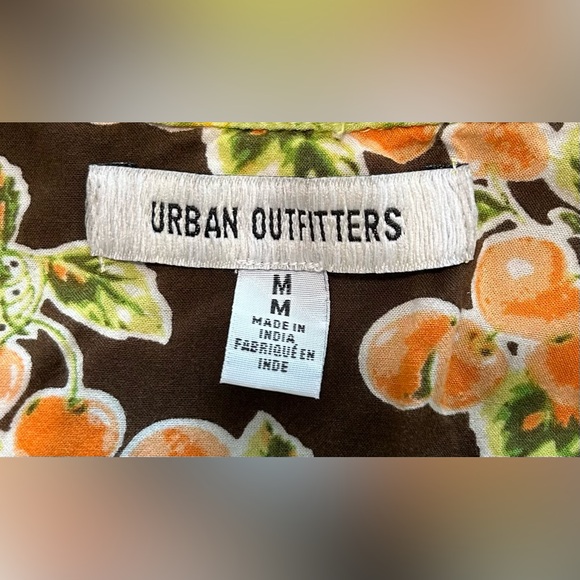 URBAN OUTFITTERS
M
M
MADE IN
INDIA
FABRIQUÉ EN
INDE